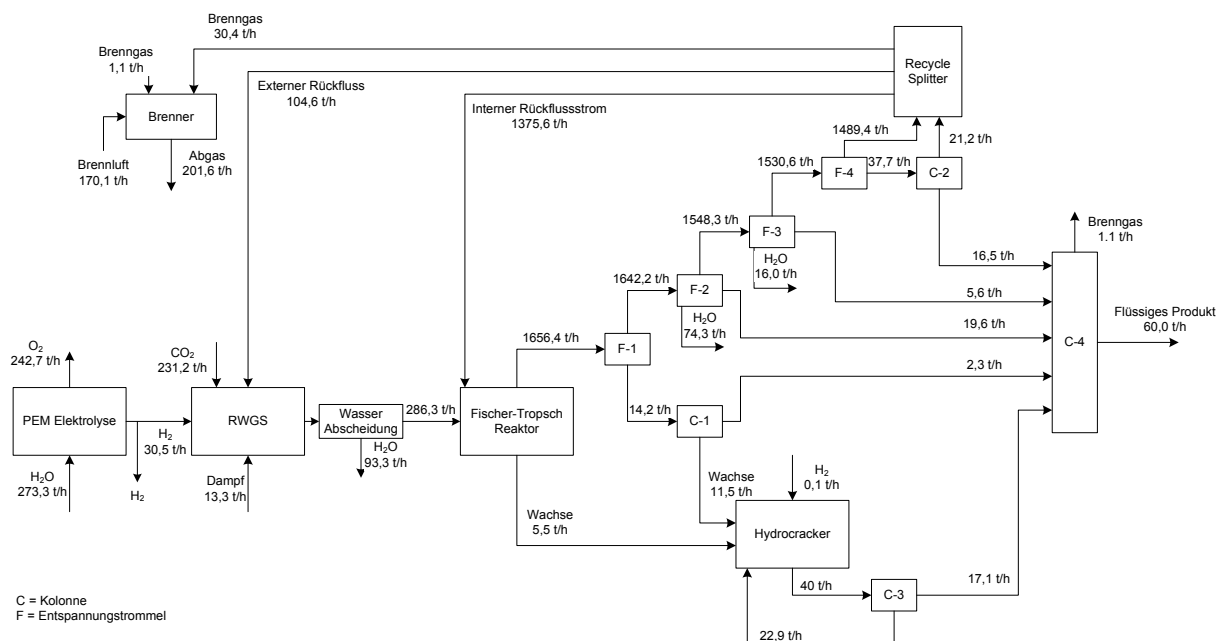 Brenngas
30,4 t/h
Brenngas
1,1 t/h
Recycle
Splitter
Externer Rückfluss
104,6 t/h
Interner Rückflussstrom
1375,6 t/h
Brenner
1489,4 t/h
21,2 t/h
Brennluft
170,1 t/h
Abgas
201,6 t/h
1530,6 t/h
F-4
37,7 t/h
C-2
1548,3 t/h
F-3
Brenngas
1.1 t/h
H2O
16,0 t/h
16,5 t/h
1642,2 t/h
F-2
5,6 t/h
H2O
74,3 t/h
19,6 t/h
Flüssiges Produkt
60,0 t/h
1656,4 t/h
F-1
C-4
O2
242,7 t/h
CO2
231,2 t/h
2,3 t/h
PEM Elektrolyse
H2
30,5 t/h
RWGS
Wasser
Abscheidung
286,3 t/h
Fischer-Tropsch
Reaktor
14,2 t/h
C-1
H2O
93,3 t/h
H2O
273,3 t/h
H2
Dampf
13,3 t/h
Wachse
11,5 t/h
H2
0,1 t/h
Wachse
5,5 t/h
Hydrocracker
40 t/h
C-3
17,1 t/h
22,9 t/h
C = Kolonne
F = Entspannungstrommel